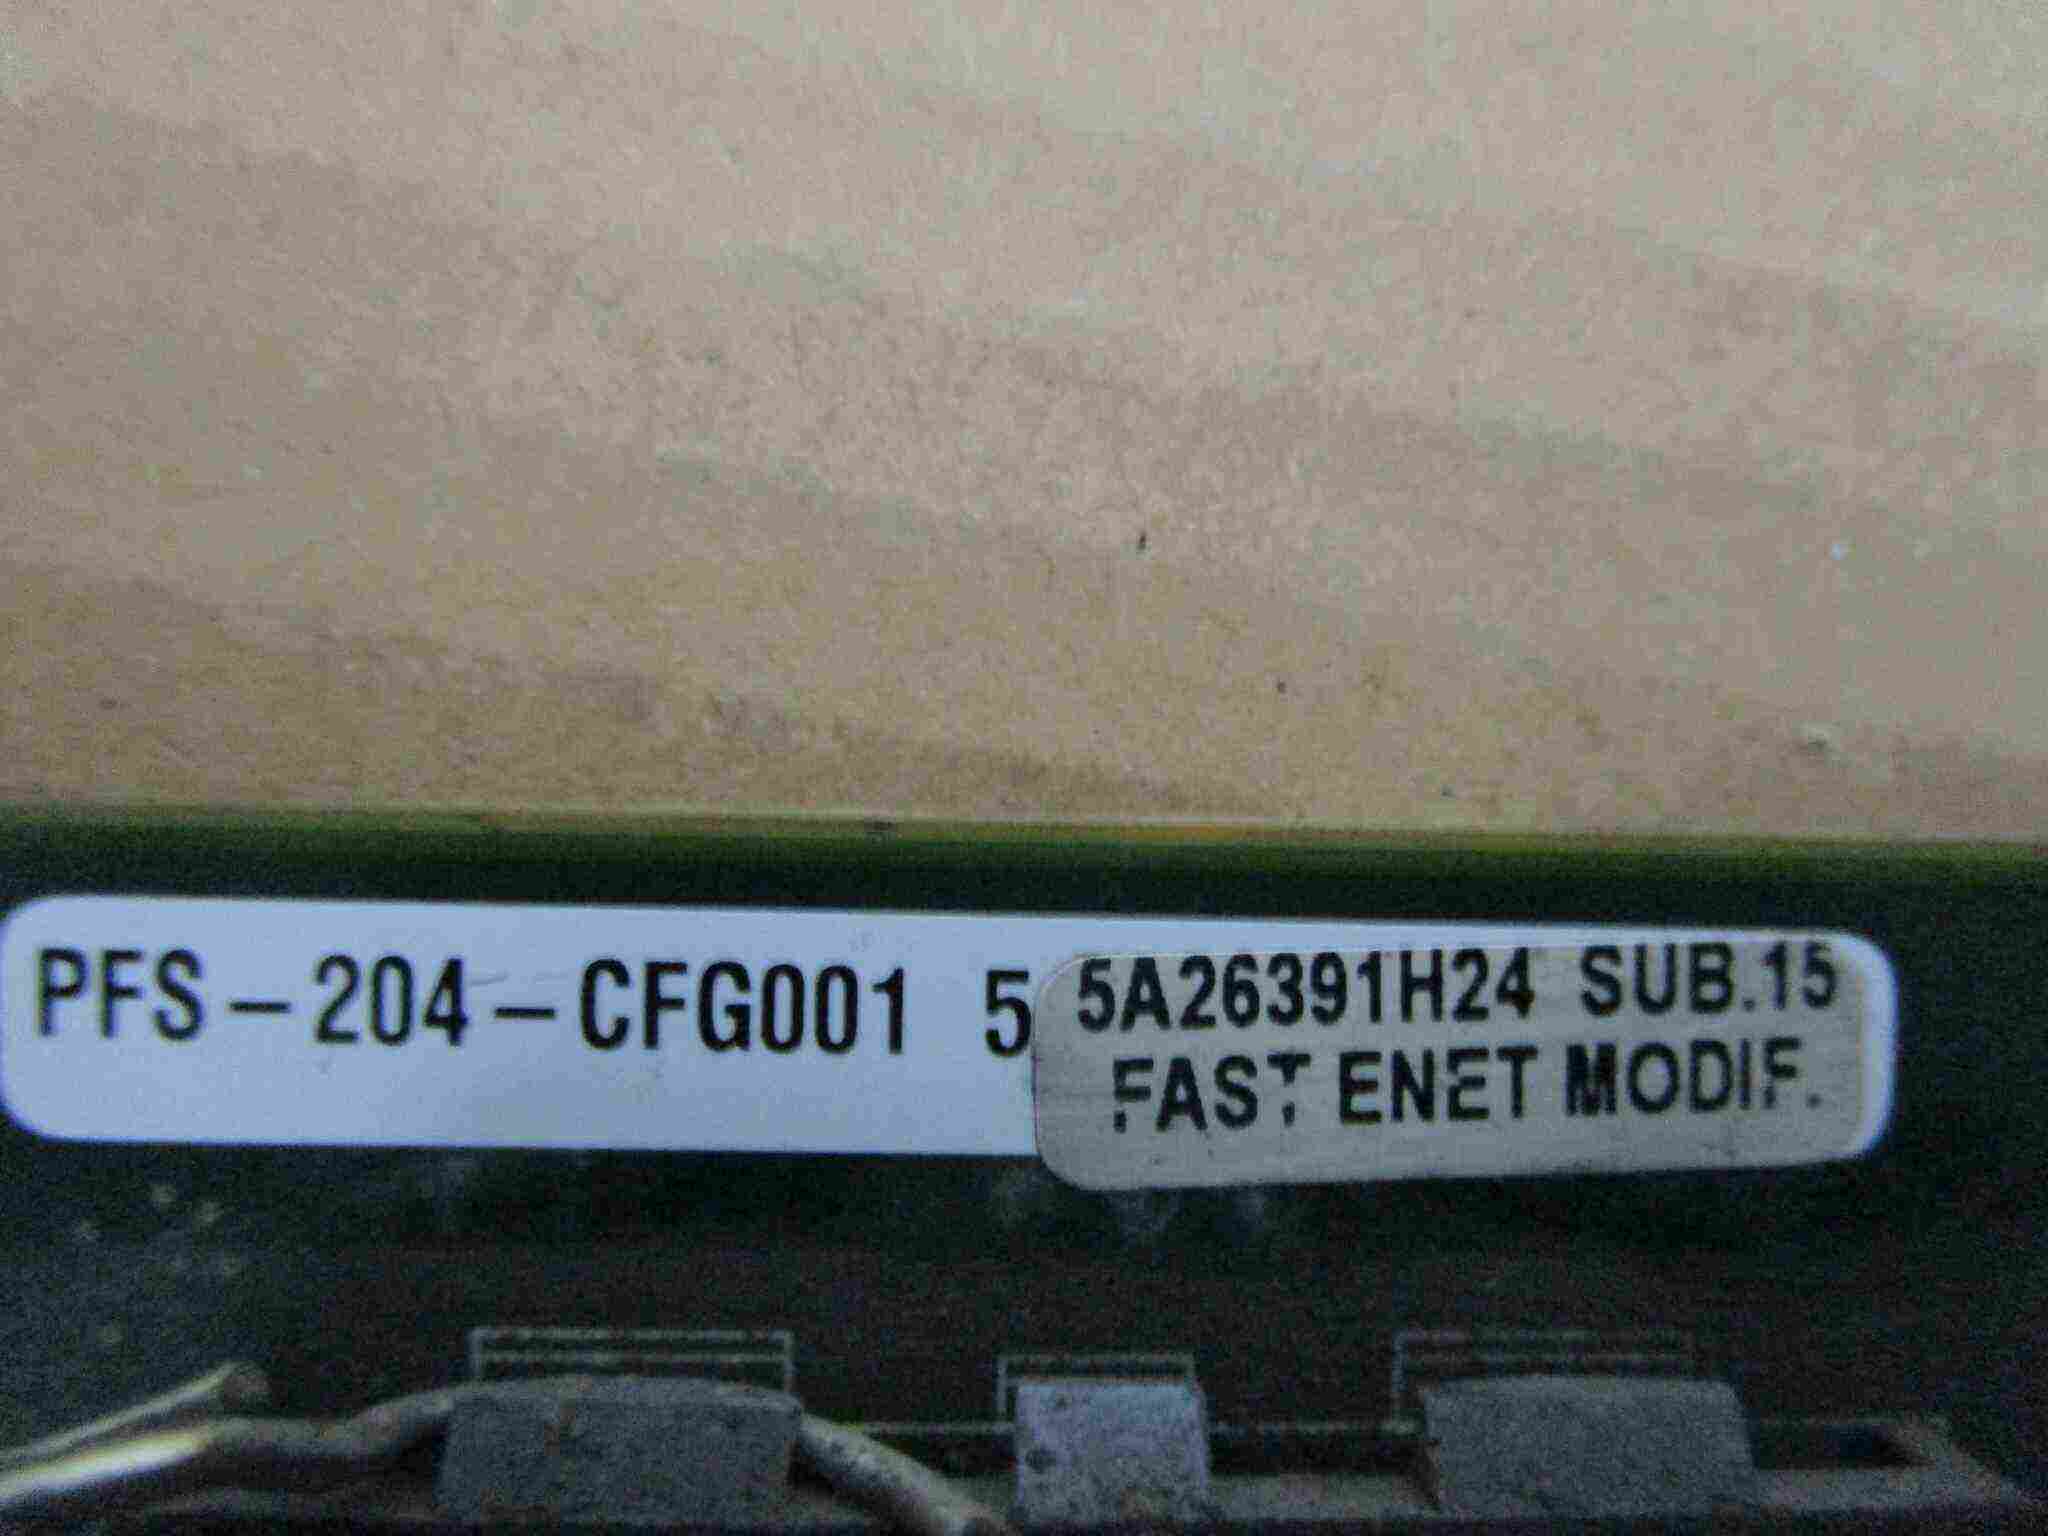 PFS-204-CFG001 5
5A26391H24 SUB.15
FAST ENET MODIF.